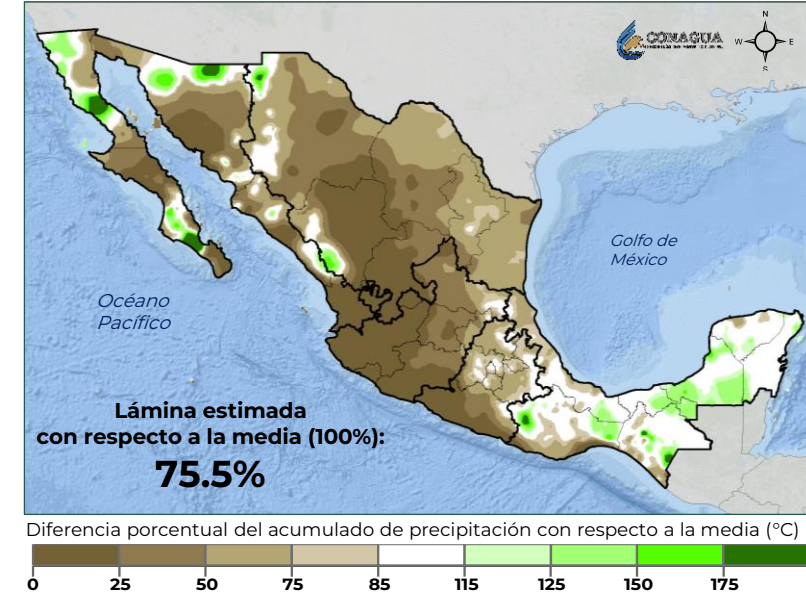 N
W E
S
CONAGUA
Golfo de
México
Océano
Pacífico
Lámina estimada
con respecto a la media (100%):
75.5%
Diferencia porcentual del acumulado de precipitación con respecto a la media (°C)
0 25 50 75 85 115 125 150 175